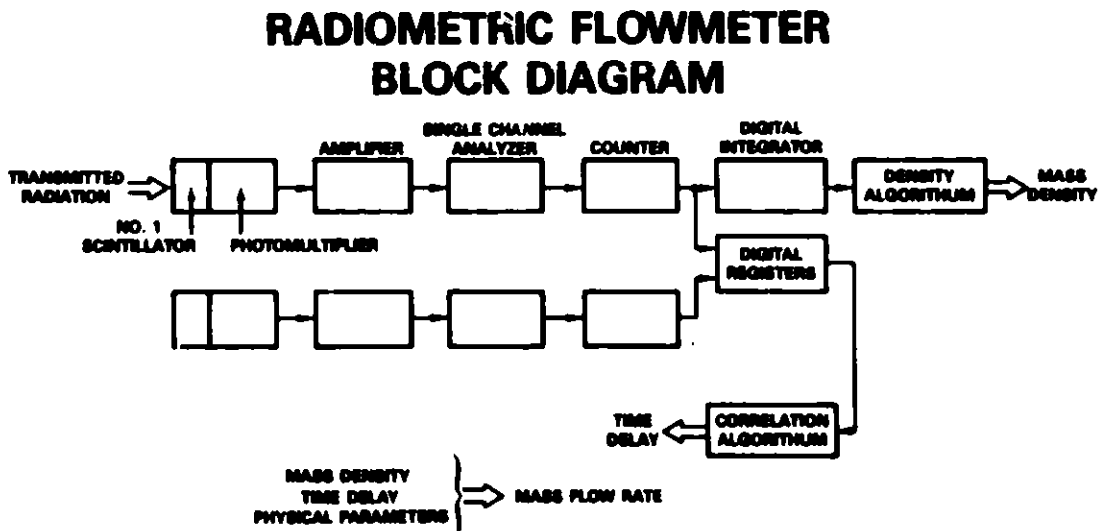 RADIOMETRIC FLOWMETER
BLOCK DIAGRAM
SINGLE CHANNEL
DIGITAL
AMPLIFIER
ANALYZER
COUNTER
INTEGRATOR
TRANSMITTED
RADIATION
DENSITY
ALGORITHUM
MASS
DENSITY
NO. 1
SCINTILLATOR
PHOTOMULTIPLIER
DIGITAL
REGISTERS
TIME
DELAY
CORRELATION
ALGORITHUM
MASS DENSITY
TIME DELAY
PHYSICAL PARAMETERS
MASS FLOW RATE